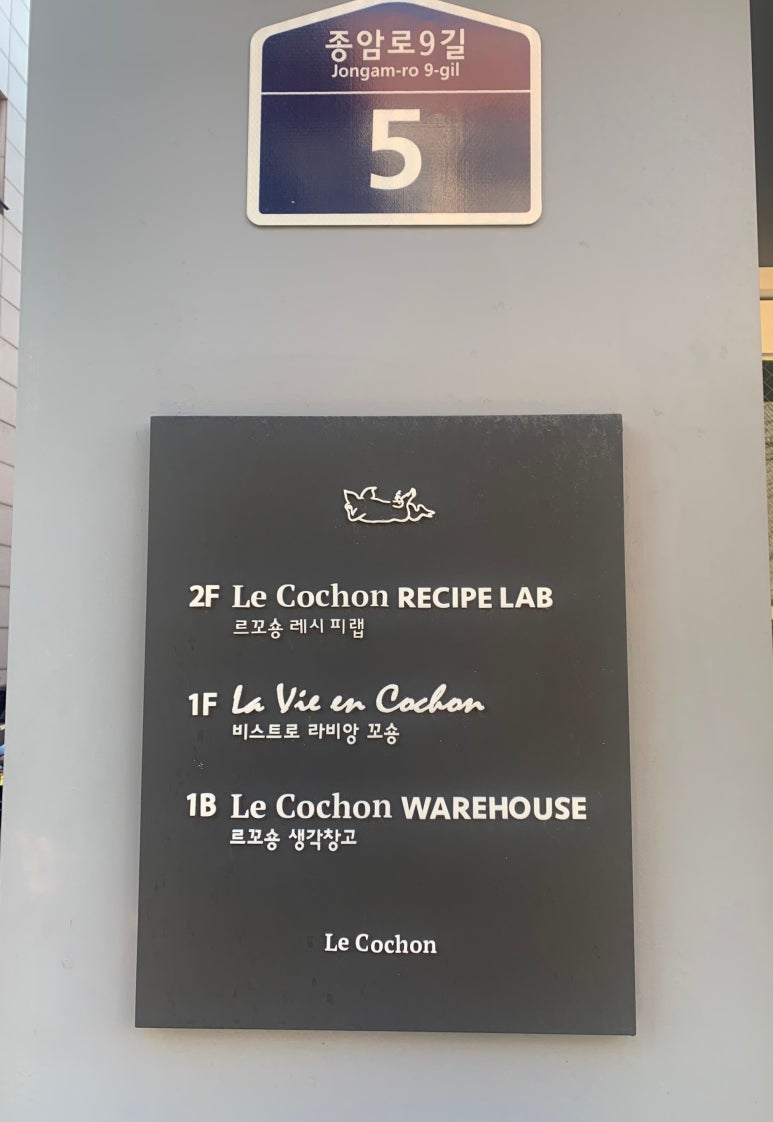 종암로9길
Jongam-ro 9-gil
5
2F Le Cochon RECIPE LAB
르꼬숑 레시피랩
1F La Vie en Cochon
비스트로 라비앙 꼬숑
1B Le Cochon WAREHOUSE
르꼬숑 생각창고
Le Cochon